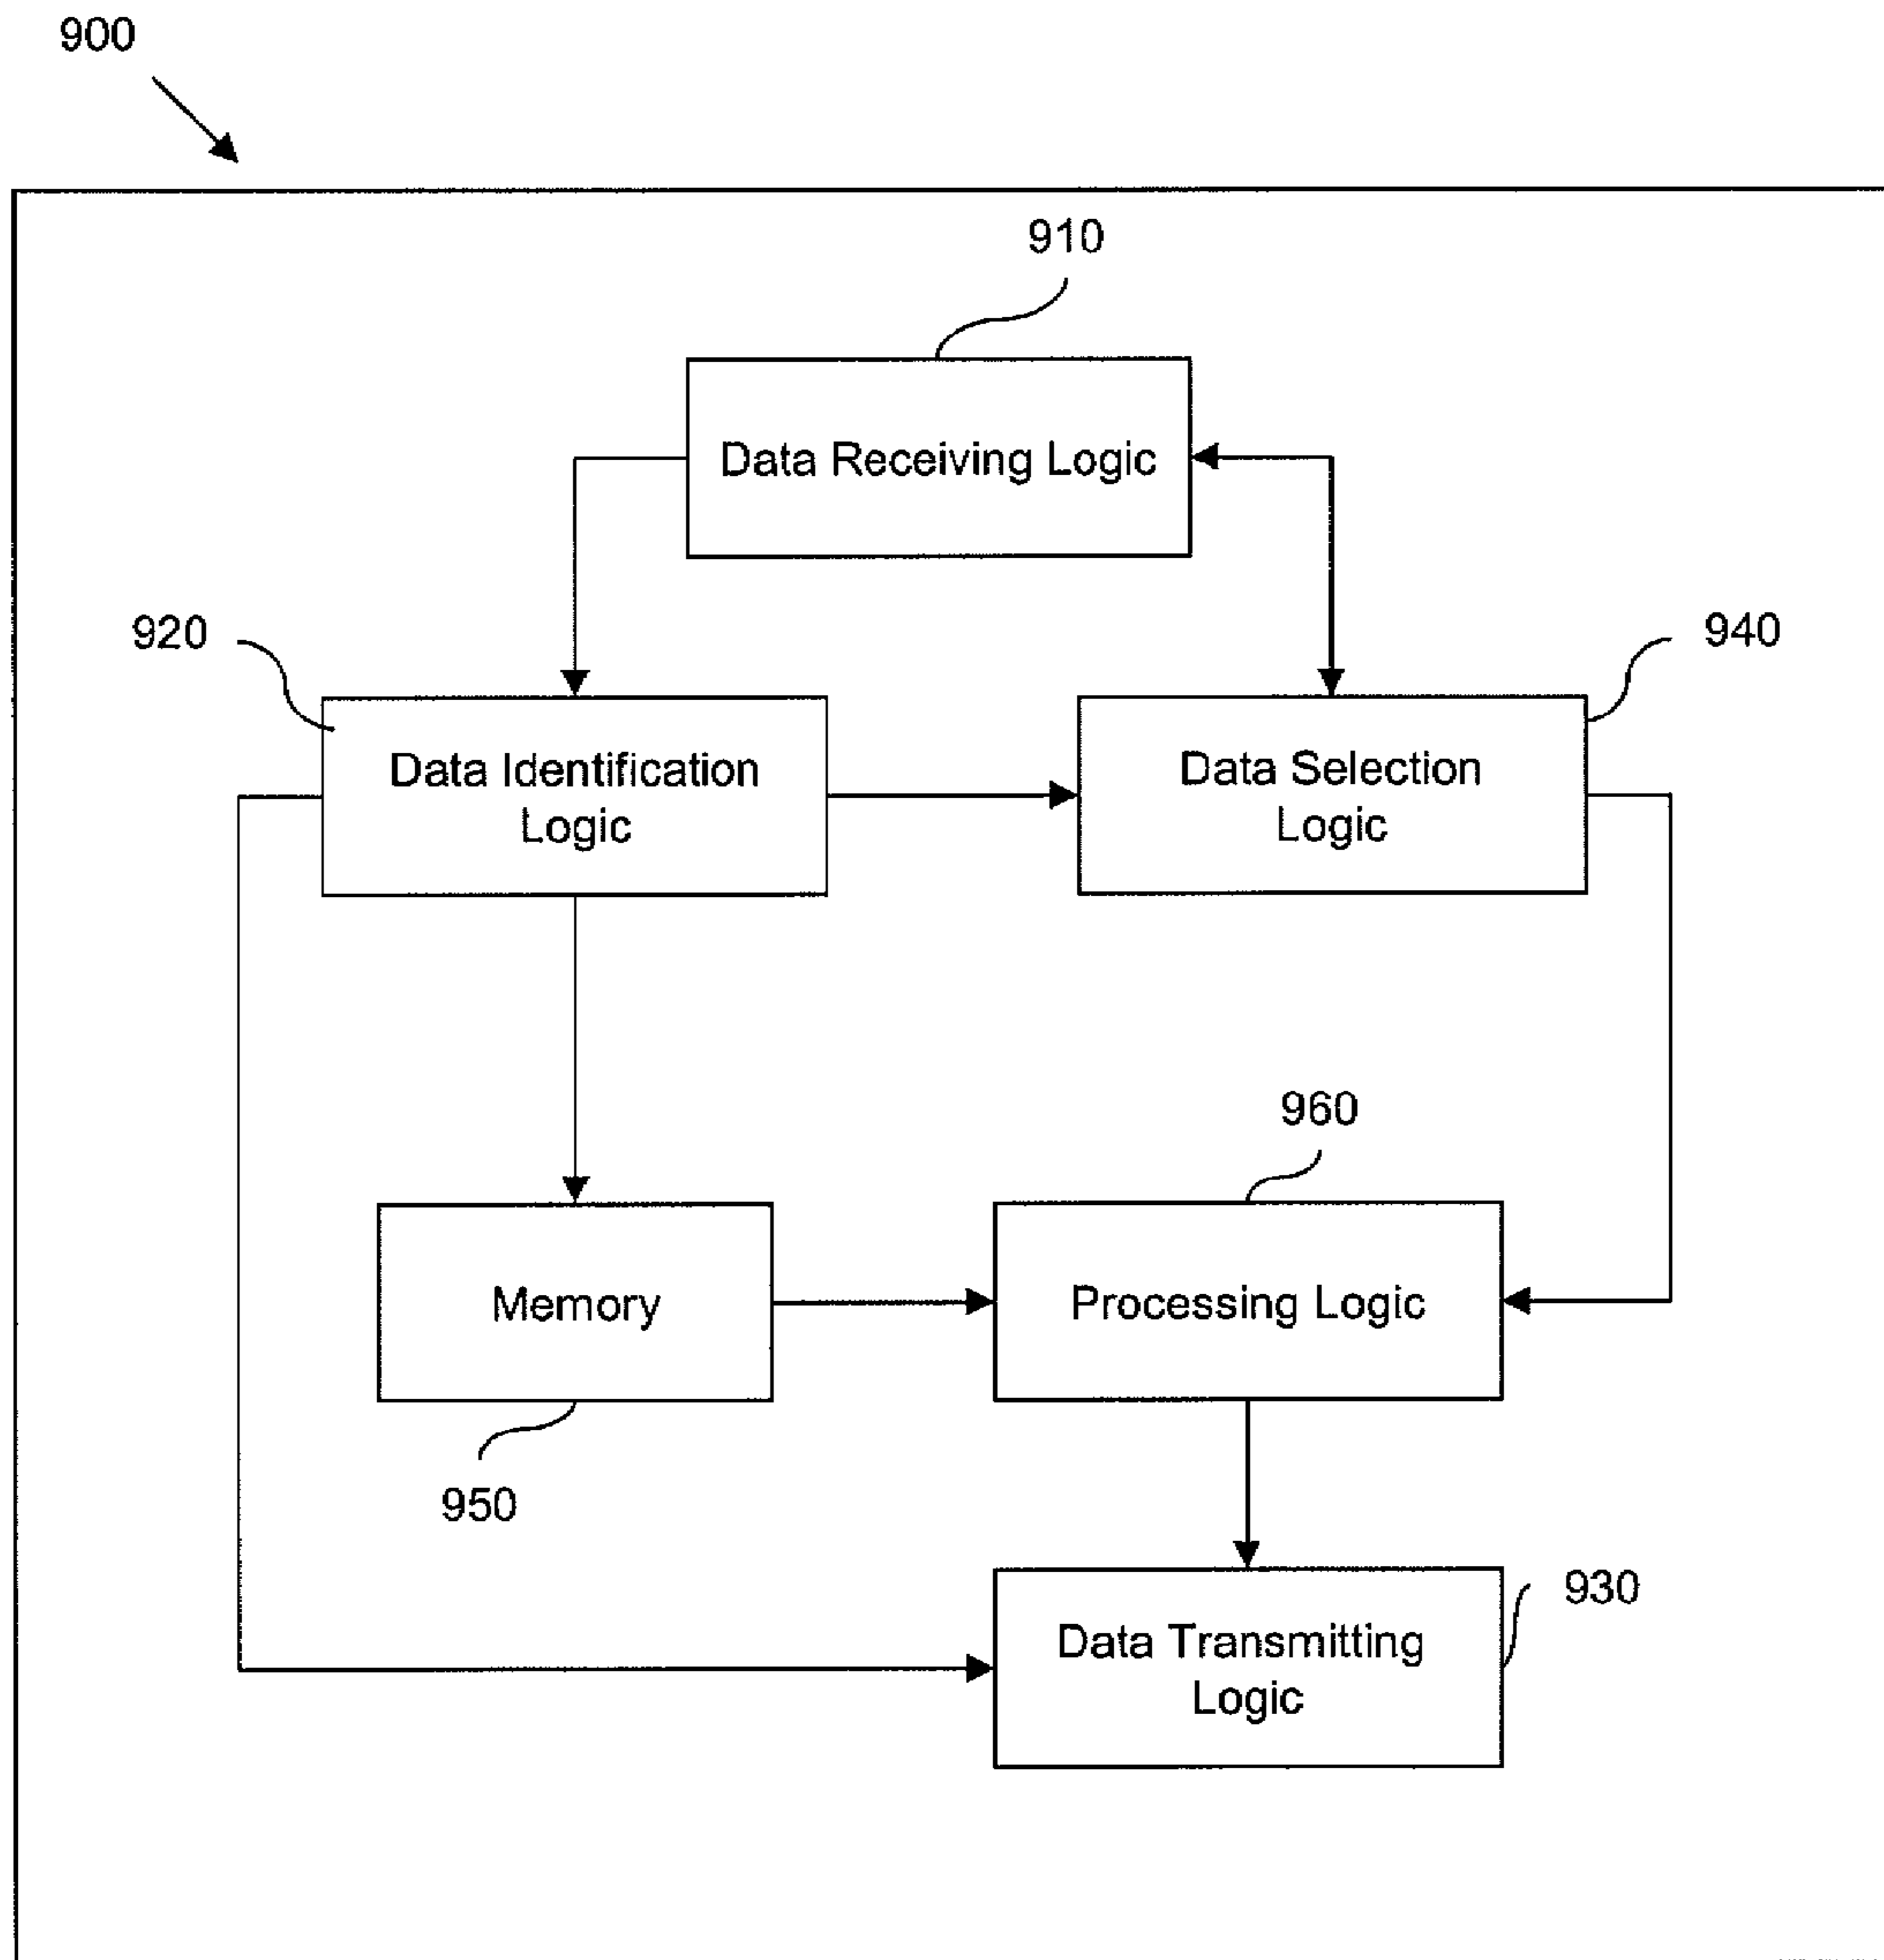 900
910
Data Receiving Logic
920
940
Data Identification
Logic
Data Selection
Logic
960
Memory
Processing Logic
950
930
Data Transmitting
Logic